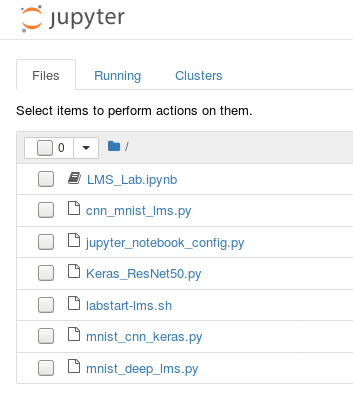 jupyter
Files Running Clusters
Select items to perform actions on them.
0 /
LMS_Lab.ipynb
cnn_mnist_lms.py
jupyter_notebook_config.py
Keras_ResNet50.py
labstart-lms.sh
mnist_cnn_keras.py
mnist_deep_lms.py